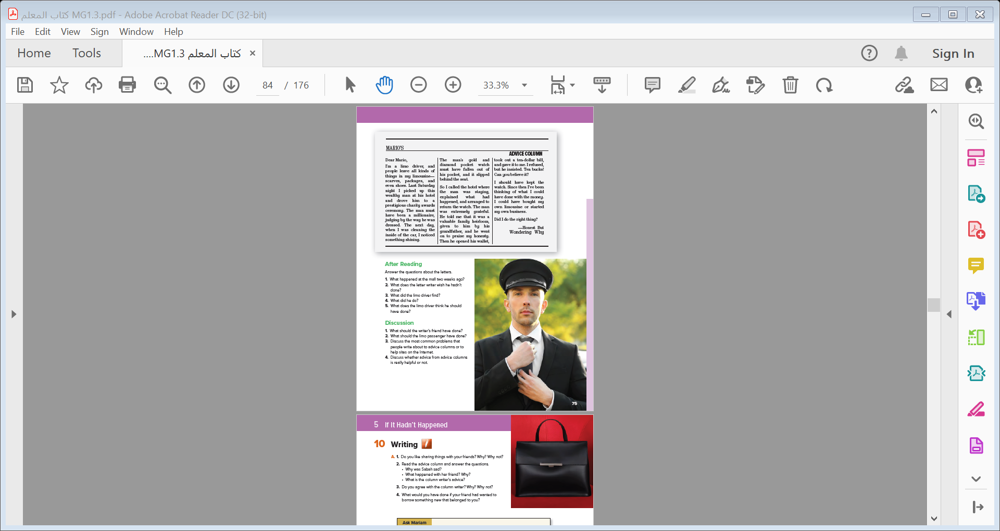 كتاب المعلم MG1.3.pdf - Adobe Acrobat Reader DC (32-bit)
File Edit View Sign Window Help
Home Tools كتاب المعلم MG1.3.... × Sign In
84 / 176 33.3%
MARIO'S
ADVICE COLUMN
Dear Mario,
I'm a limo driver, and
people leave all kinds of
things in my limousine—
scarves, packages, and
even shoes. Last Saturday
night I picked up this
wealthy man at his hotel
and drove him to a
prestigious charity awards
ceremony. The man must
have been a millionaire,
judging by the way he was
dressed. The next day,
when I was cleaning the
inside of the car, I noticed
something shining.
The man's gold and
diamond pocket watch
must have fallen out of
his pocket, and it slipped
behind the seat.
So I called the hotel where
the man was staying,
explained what had
happened, and arranged to
return the watch. The man
was extremely grateful.
He told me that it was a
valuable family heirloom,
given to him by his
grandfather, and he went
on to praise my honesty.
Then he opened his wallet,
took out a ten-dollar bill,
and gave it to me. I refused,
but he insisted. Ten bucks!
Can you believe it?
I should have kept the
watch. Since then I've been
thinking of what I could
have done with the money.
I could have bought my
own limousine or started
my own business.
Did I do the right thing?
—Honest But
Wondering Why
After Reading
Answer the questions about the letters.
1. What happened at the mall two weeks ago?
2. What does the letter writer wish he hadn't
done?
3. What did the limo driver find?
4. What did he do?
5. What does the limo driver think he should
have done?
Discussion
1. What should the writer's friend have done?
2. What should the limo passenger have done?
3. Discuss the most common problems that
people write about to advice columns or to
help sites on the Internet.
4. Discuss whether advice from advice columns
is really helpful or not.
75
5 If It Hadn't Happened
10 Writing
A. 1. Do you like sharing things with your friends? Why? Why not?
2. Read the advice column and answer the questions.
• Why was Sabah sad?
• What happened with her friend? Why?
• What is the column writer's advice?
3. Do you agree with the column writer? Why? Why not?
4. What would you have done if your friend had wanted to
borrow something new that belonged to you?
Ask Mariam